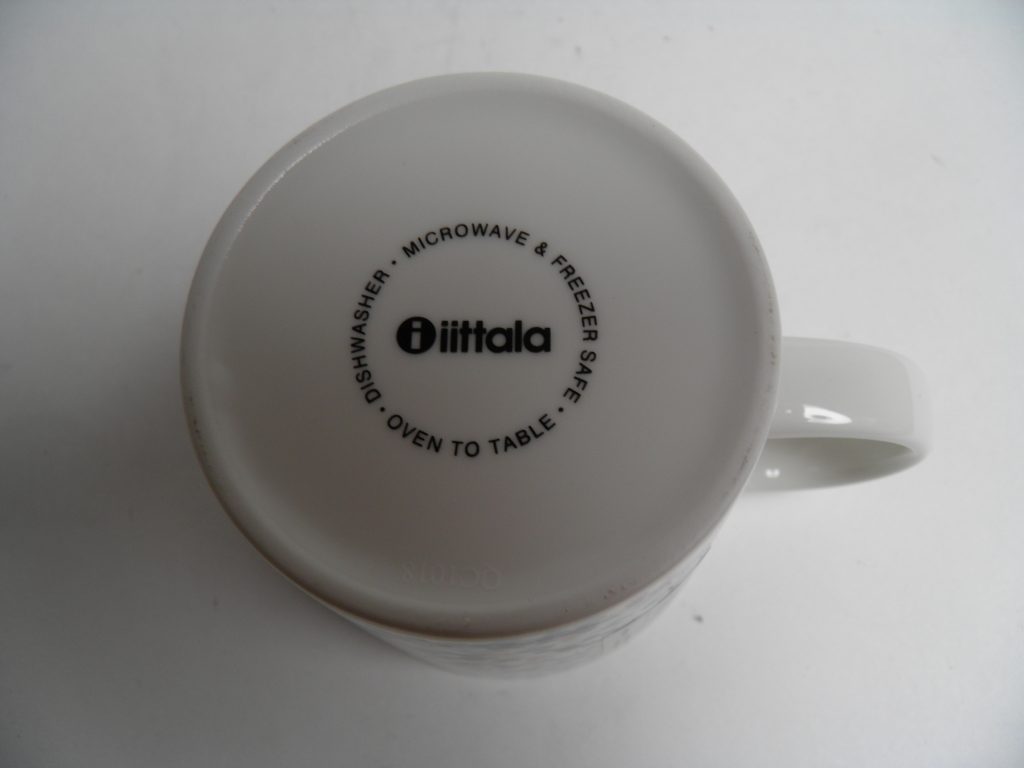 DISHWASHER • MICROWAVE & FREEZER SAFE •
OVEN TO TABLE •
i iittala